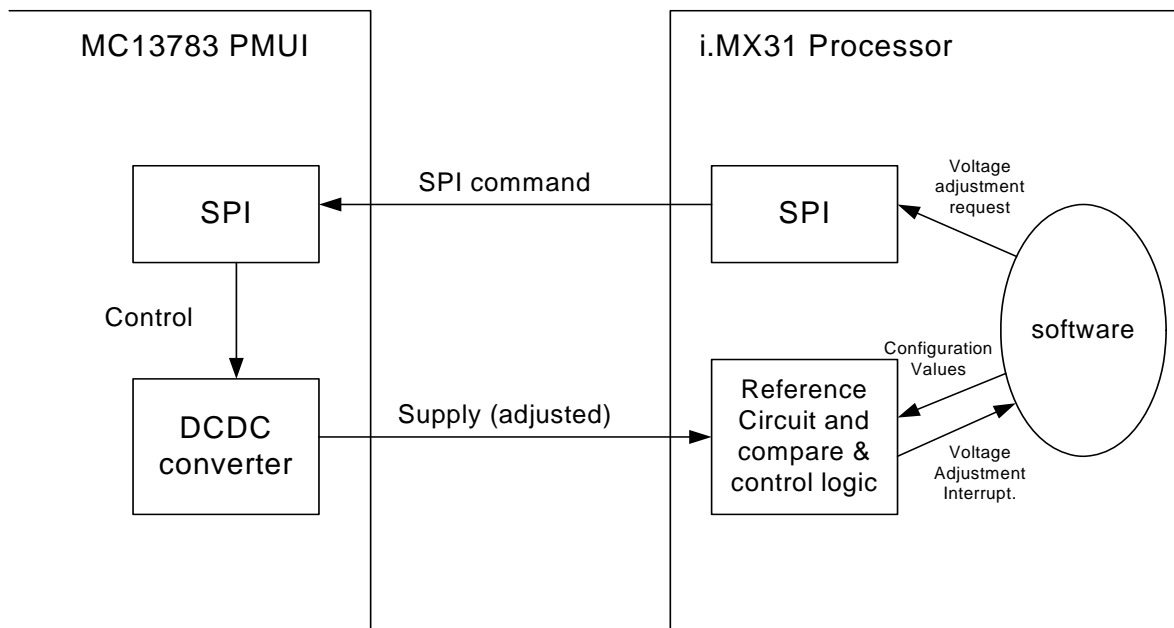 MC13783 PMUI
i.MX31 Processor
SPI command
Voltage
adjustment
request
SPI
SPI
software
Control
Configuration
Values
DCDC
converter
Supply (adjusted)
Reference
Circuit and
compare &
control logic
Voltage
Adjustment
Interrupt.